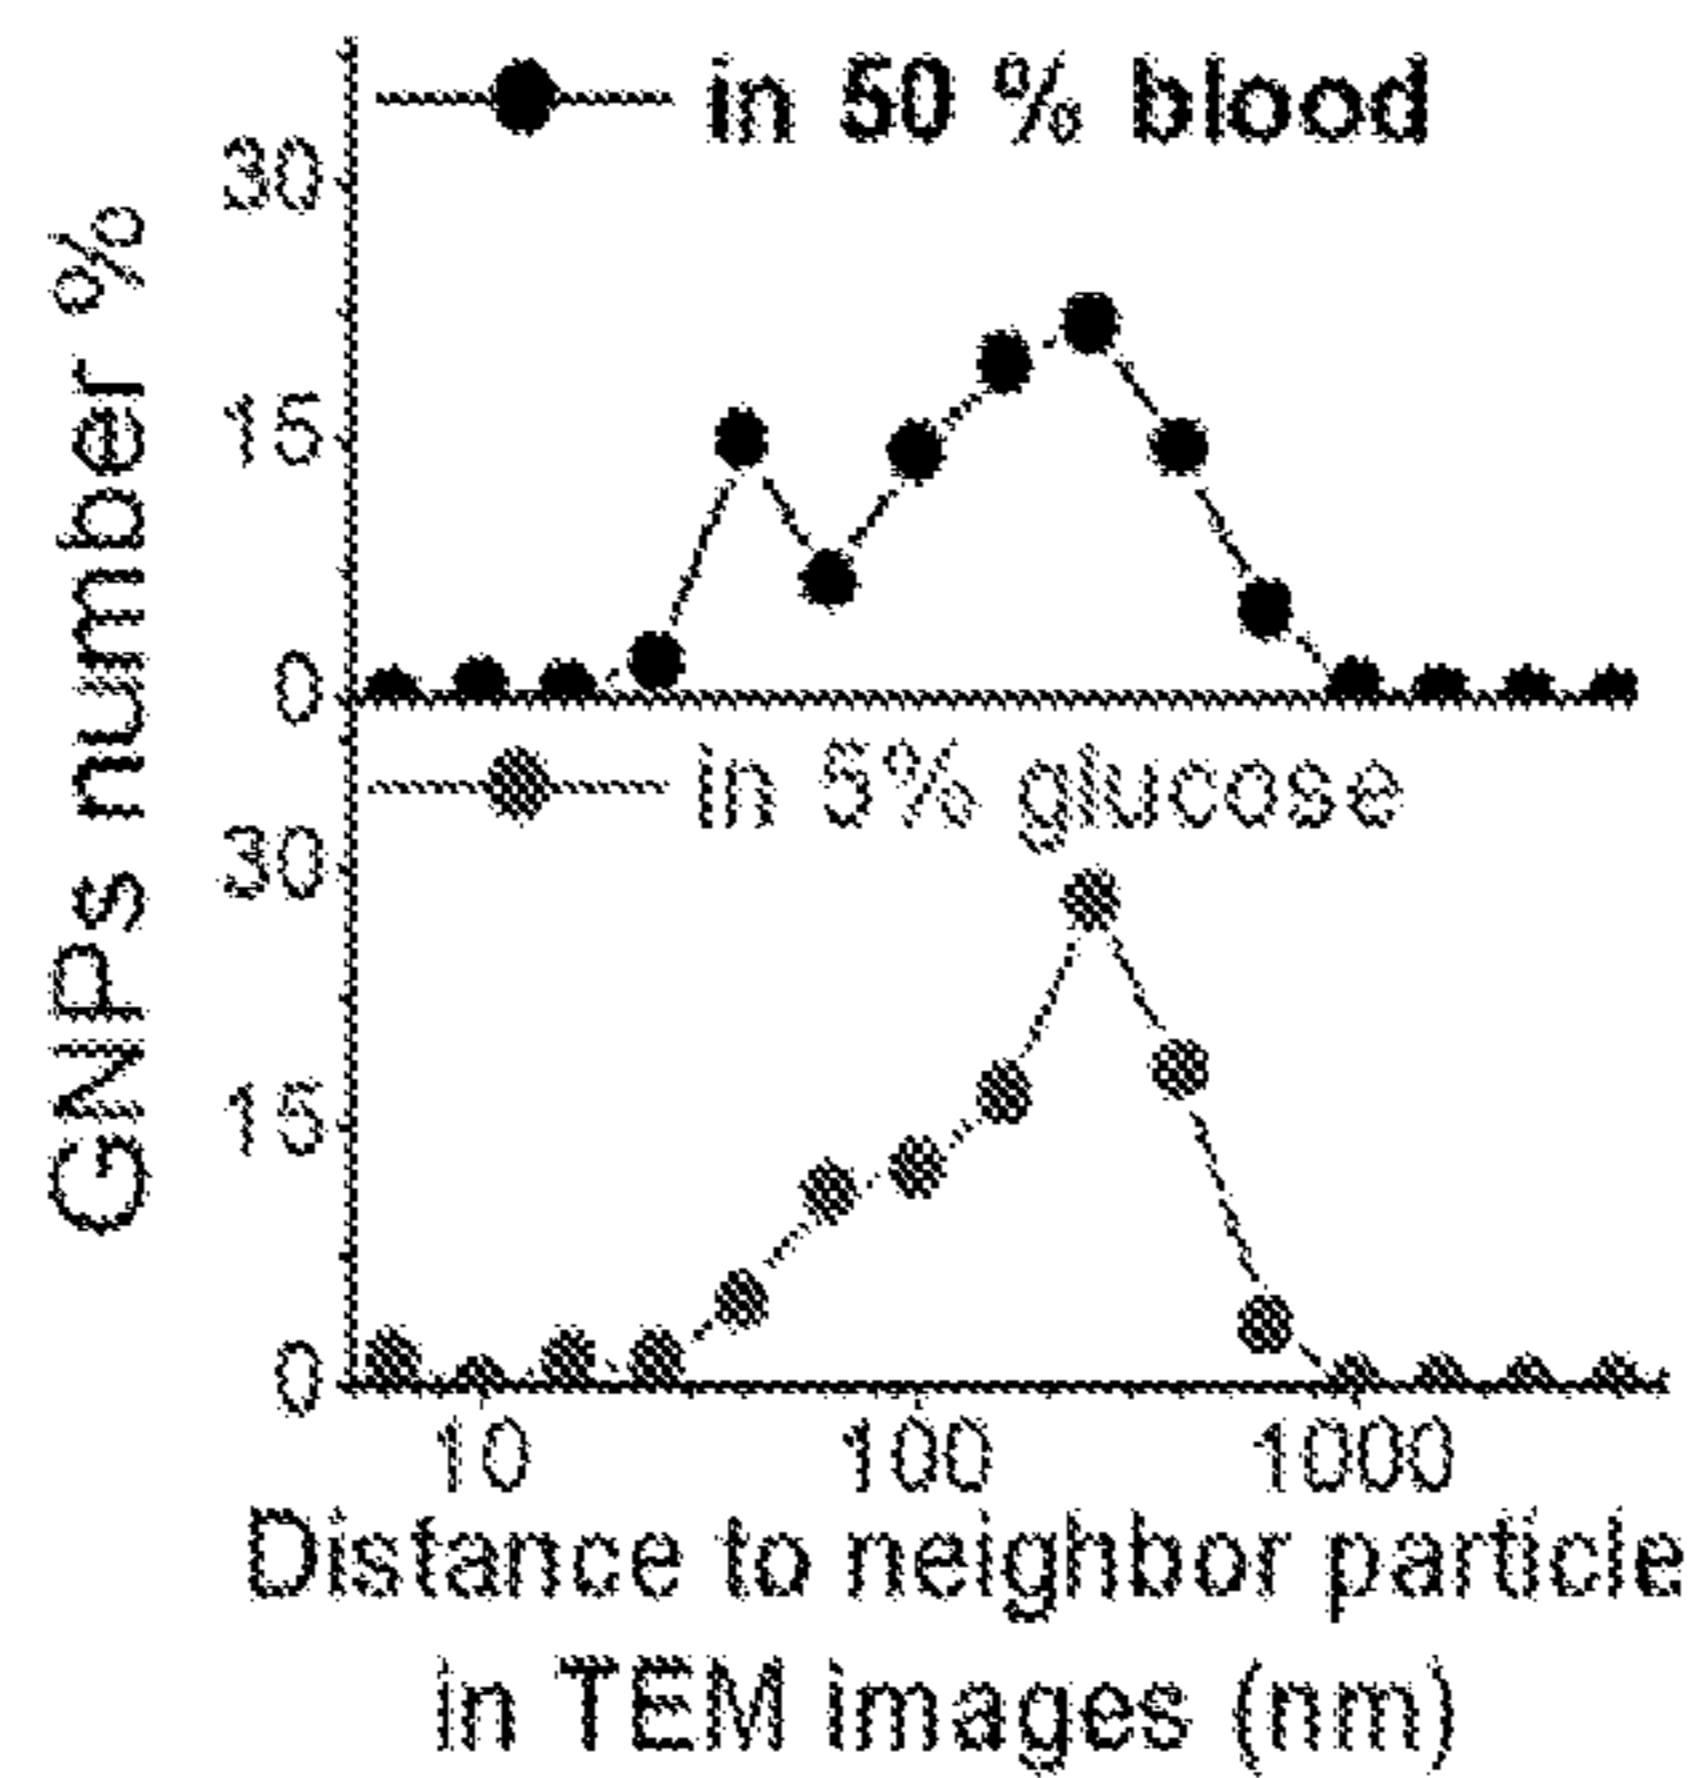 in 50 % blood
30
15
0
in 5% glucose
30
15
0
GNPs number %
10 100 1000
Distance to neighbor particle
in TEM images (nm)